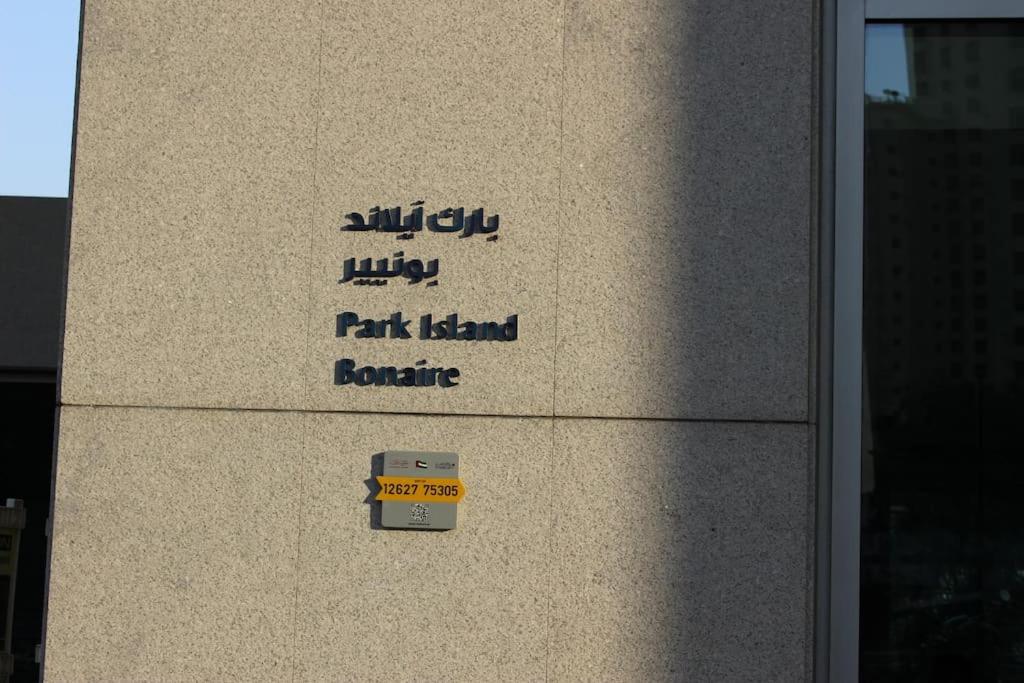 بارك آيلاند
بونيير
Park Island
Bonaire
12627 75305